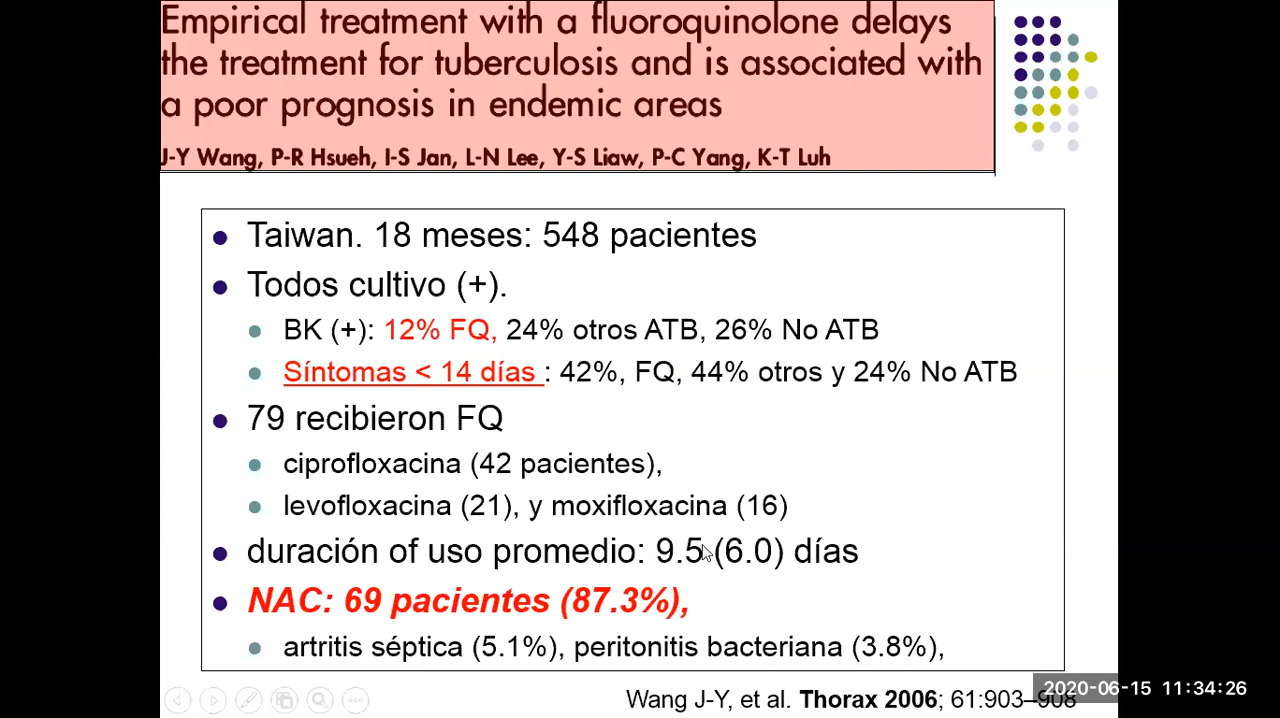 Empirical treatment with a fluoroquinolone delays
the treatment for tuberculosis and is associated with
a poor prognosis in endemic areas
J-Y Wang, P-R Hsueh, I-S Jan, L-N Lee, Y-S Liaw, P-C Yang, K-T Luh
Taiwan. 18 meses: 548 pacientes
Todos cultivo (+).
BK (+): 12% FQ, 24% otros ATB, 26% No ATB
Síntomas < 14 días : 42%, FQ, 44% otros y 24% No ATB
79 recibieron FQ
ciprofloxacina (42 pacientes),
levofloxacina (21), y moxifloxacina (16)
duración of uso promedio: 9.5 (6.0) días
NAC: 69 pacientes (87.3%),
artritis séptica (5.1%), peritonitis bacteriana (3.8%),
Wang J-Y, et al. Thorax 2006; 61:903–908
2020-06-15 11:34:26